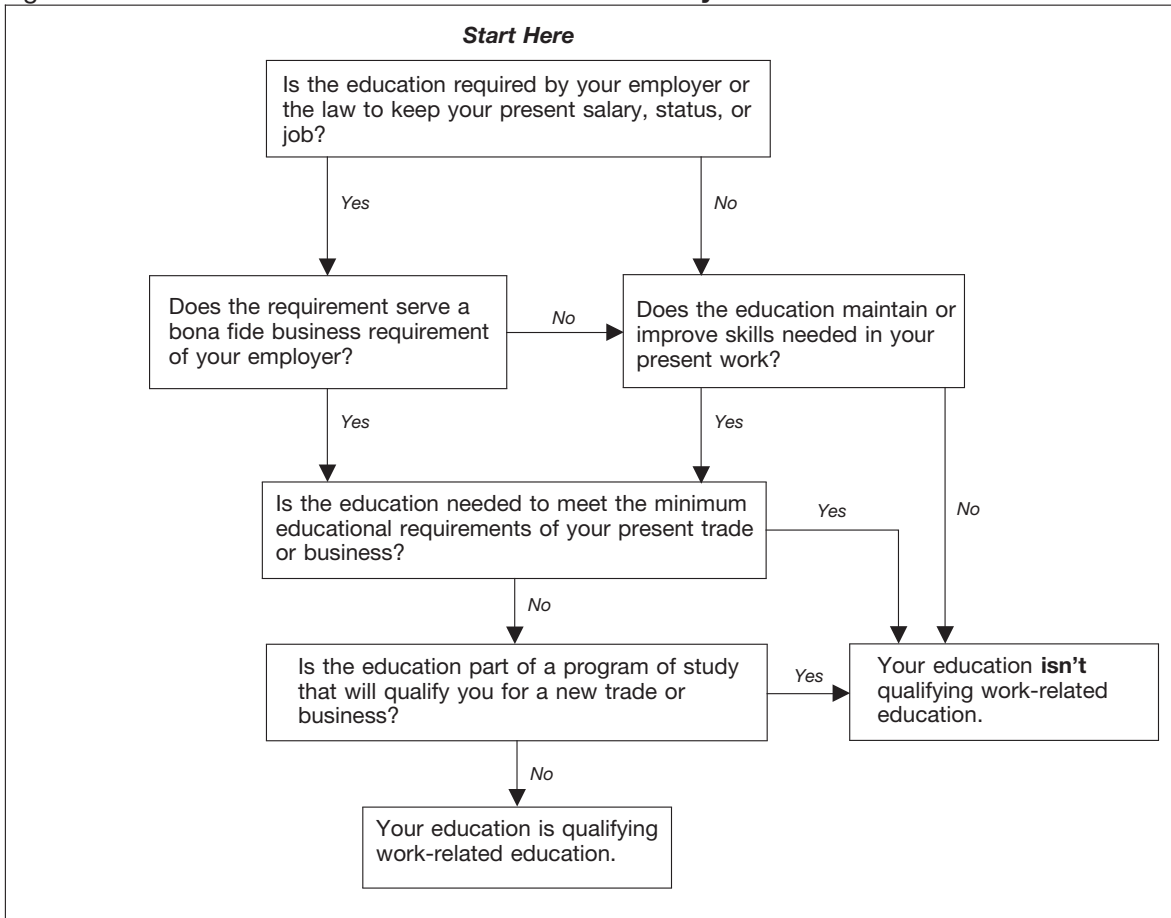 Start Here
Is the education required by your employer or
the law to keep your present salary, status, or
job?
Yes
No
Does the requirement serve a
bona fide business requirement
of your employer?
No
Does the education maintain or
improve skills needed in your
present work?
Yes
Yes
No
Is the education needed to meet the minimum
educational requirements of your present trade
or business?
Yes
No
Is the education part of a program of study
that will qualify you for a new trade or
business?
Yes
Your education isn't
qualifying work-related
education.
No
Your education is qualifying
work-related education.